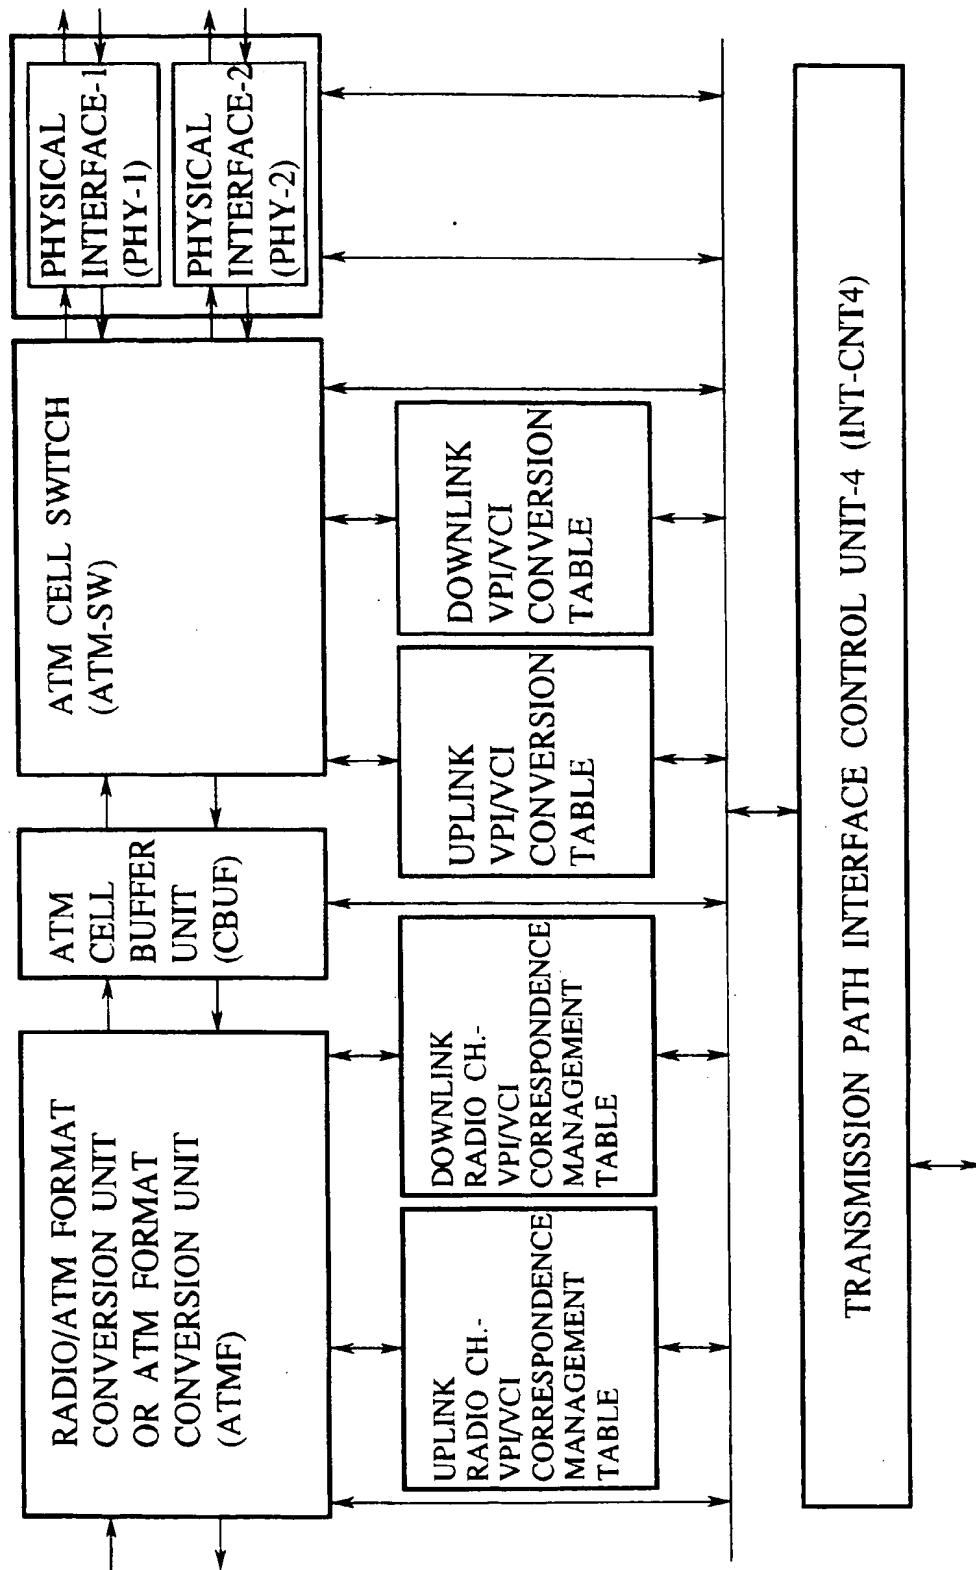 RADIO/ATM FORMAT
CONVERSION UNIT
OR ATM FORMAT
CONVERSION UNIT
(ATMF)
ATM
CELL
BUFFER
UNIT
(CBUF)
ATM CELL SWITCH
(ATM-SW)
PHYSICAL
INTERFACE-1
(PHY-1)
PHYSICAL
INTERFACE-2
(PHY-2)
UPLINK
RADIO CH.-
VPI/VCI
CORRESPONDENCE
MANAGEMENT
TABLE
DOWNLINK
RADIO CH.-
VPI/VCI
CORRESPONDENCE
MANAGEMENT
TABLE
UPLINK
VPI/VCI
CONVERSION
TABLE
DOWNLINK
VPI/VCI
CONVERSION
TABLE
TRANSMISSION PATH INTERFACE CONTROL UNIT-4 (INT-CNT4)